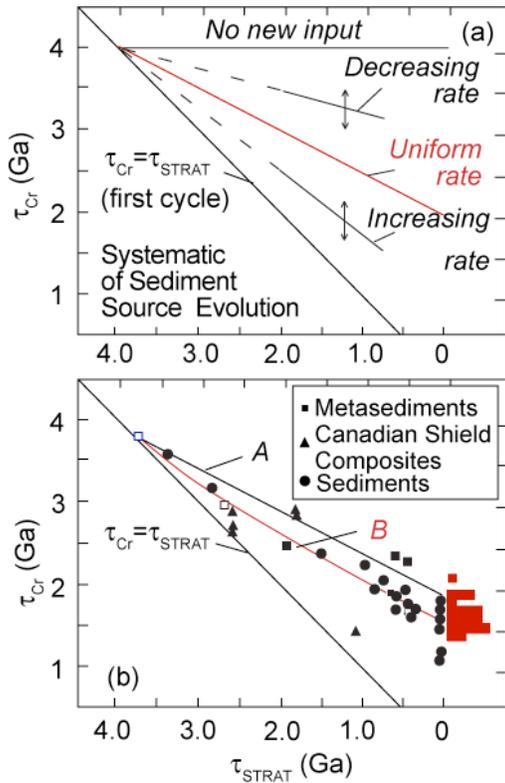 No new input
(a)
4
Decreasing
rate
3
τCr (Ga)
τCr=τSTRAT
(first cycle)
Uniform
rate
2
Increasing
rate
Systematic
of Sediment
Source Evolution
1
4.0 3.0 2.0 1.0 0
■ Metasediments
▲ Canadian Shield
Composites
● Sediments
4
A
3
τCr (Ga)
τCr=τSTRAT
B
2
1
(b)
4.0 3.0 2.0 1.0 0
τSTRAT (Ga)